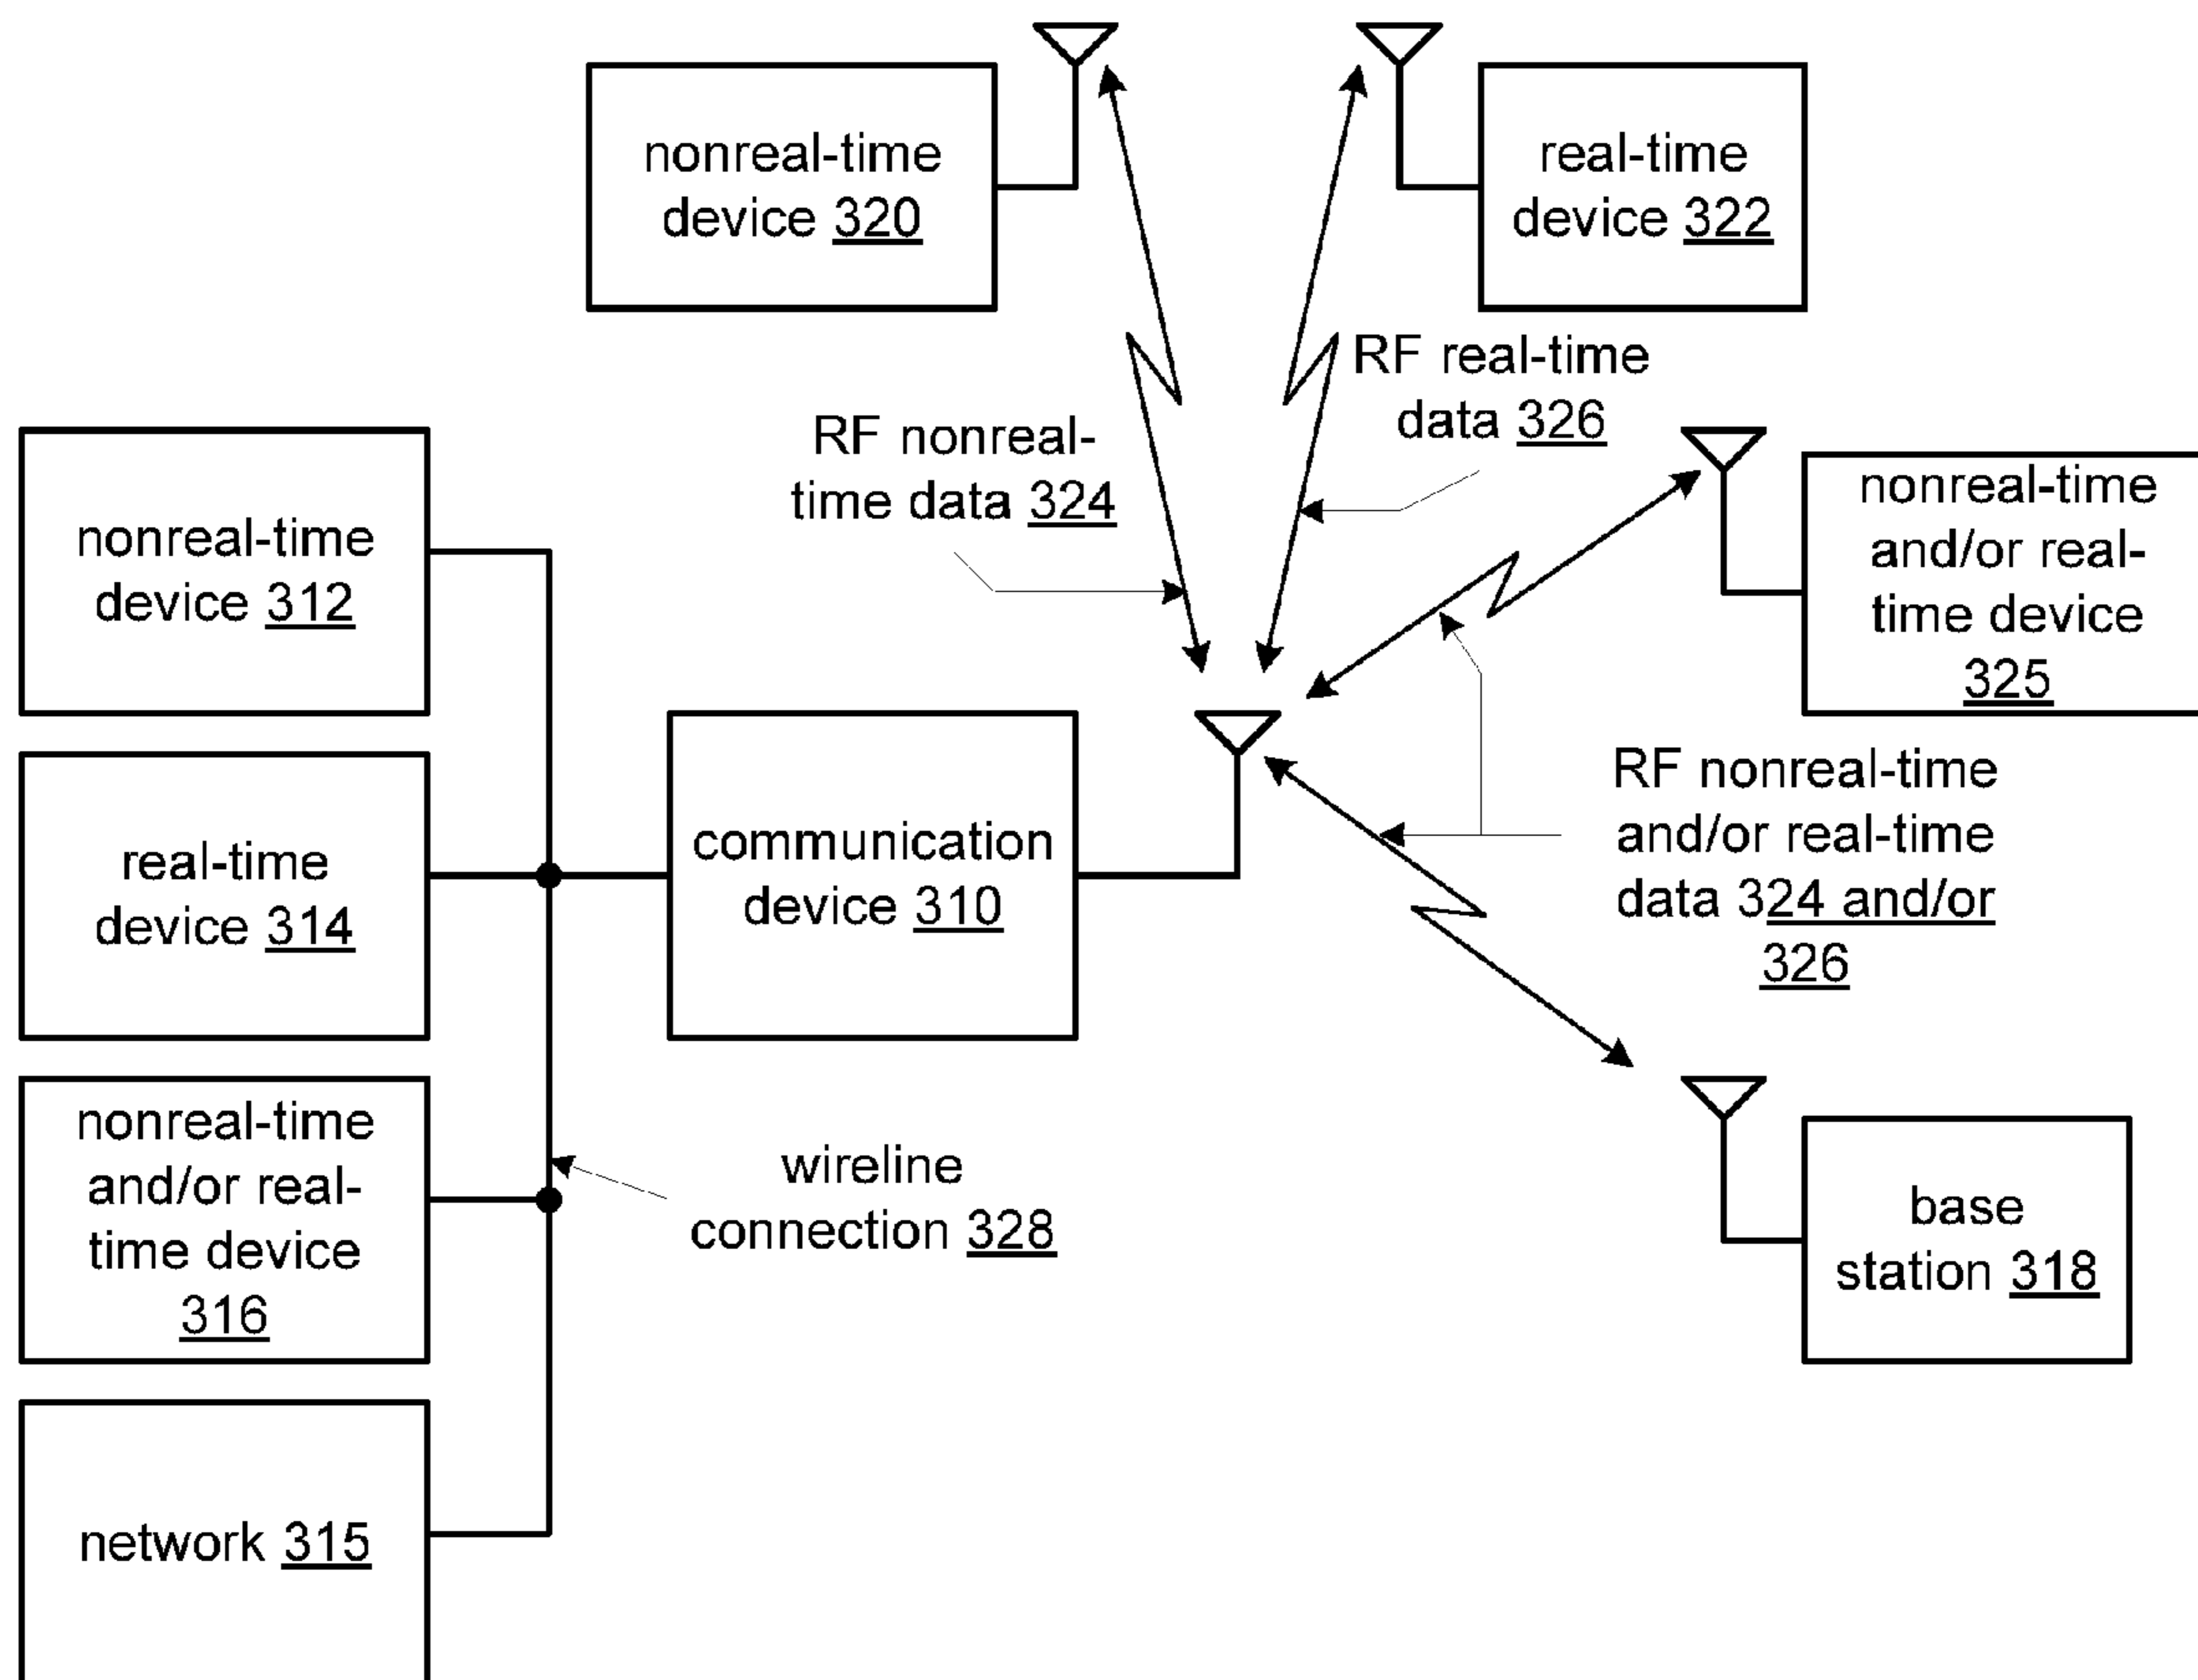 nonreal-time
device 320
real-time
device 322
RF real-time
data 326
RF nonreal-
time data 324
nonreal-time
and/or real-
time device
325
nonreal-time
device 312
real-time
device 314
communication
device 310
RF nonreal-time
and/or real-time
data 324 and/or
326
nonreal-time
and/or real-
time device
316
wireline
connection 328
base
station 318
network 315